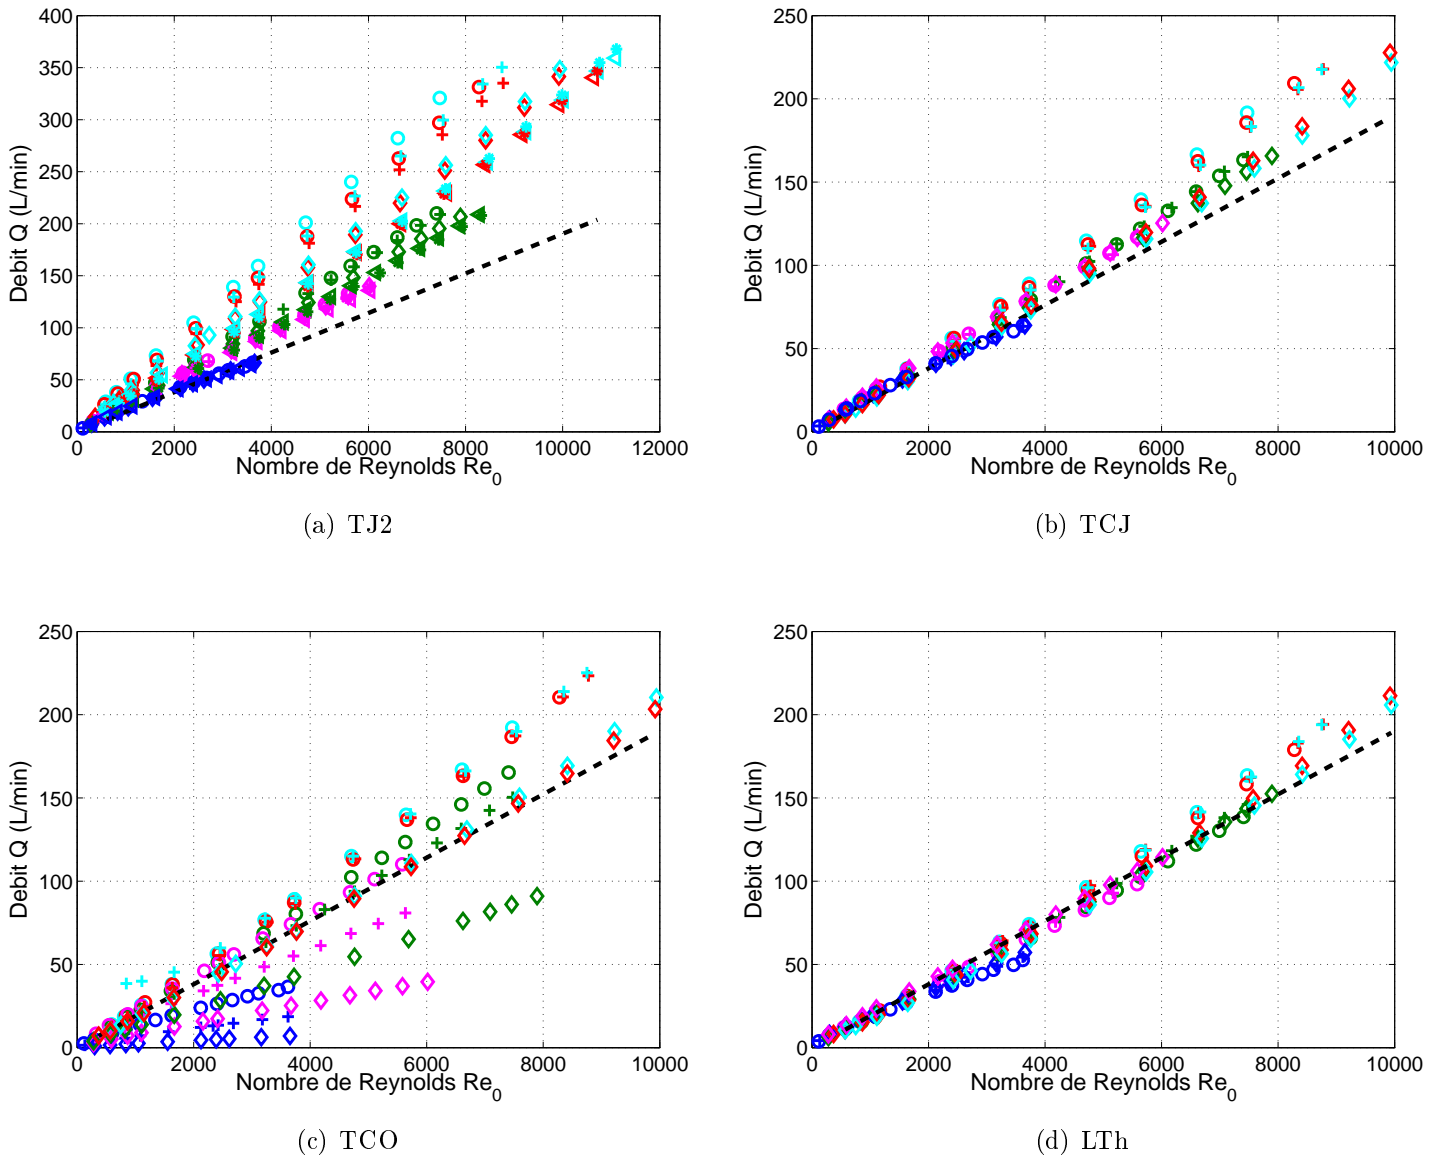 400
350
300
250
200
150
100
50
0
Debit Q (L/min)
0 2000 4000 6000 8000 10000 12000
Nombre de Reynolds Re0
(a) TJ2
250
200
150
100
50
0
Debit Q (L/min)
0 2000 4000 6000 8000 10000
Nombre de Reynolds Re0
(b) TCJ
250
200
150
100
50
0
Debit Q (L/min)
0 2000 4000 6000 8000 10000
Nombre de Reynolds Re0
(c) TCO
250
200
150
100
50
0
Debit Q (L/min)
0 2000 4000 6000 8000 10000
Nombre de Reynolds Re0
(d) LTh